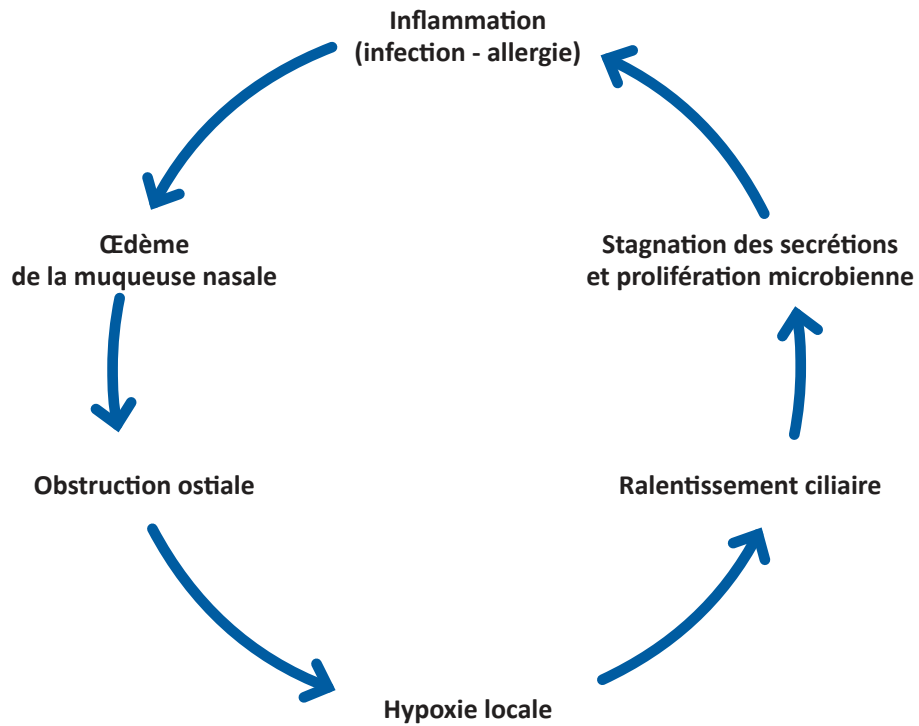 Inflammation
(infection - allergie)
Œdème
de la muqueuse nasale
Stagnation des secrétions
et prolifération microbienne
Obstruction ostiale
Ralentissement ciliaire
Hypoxie locale